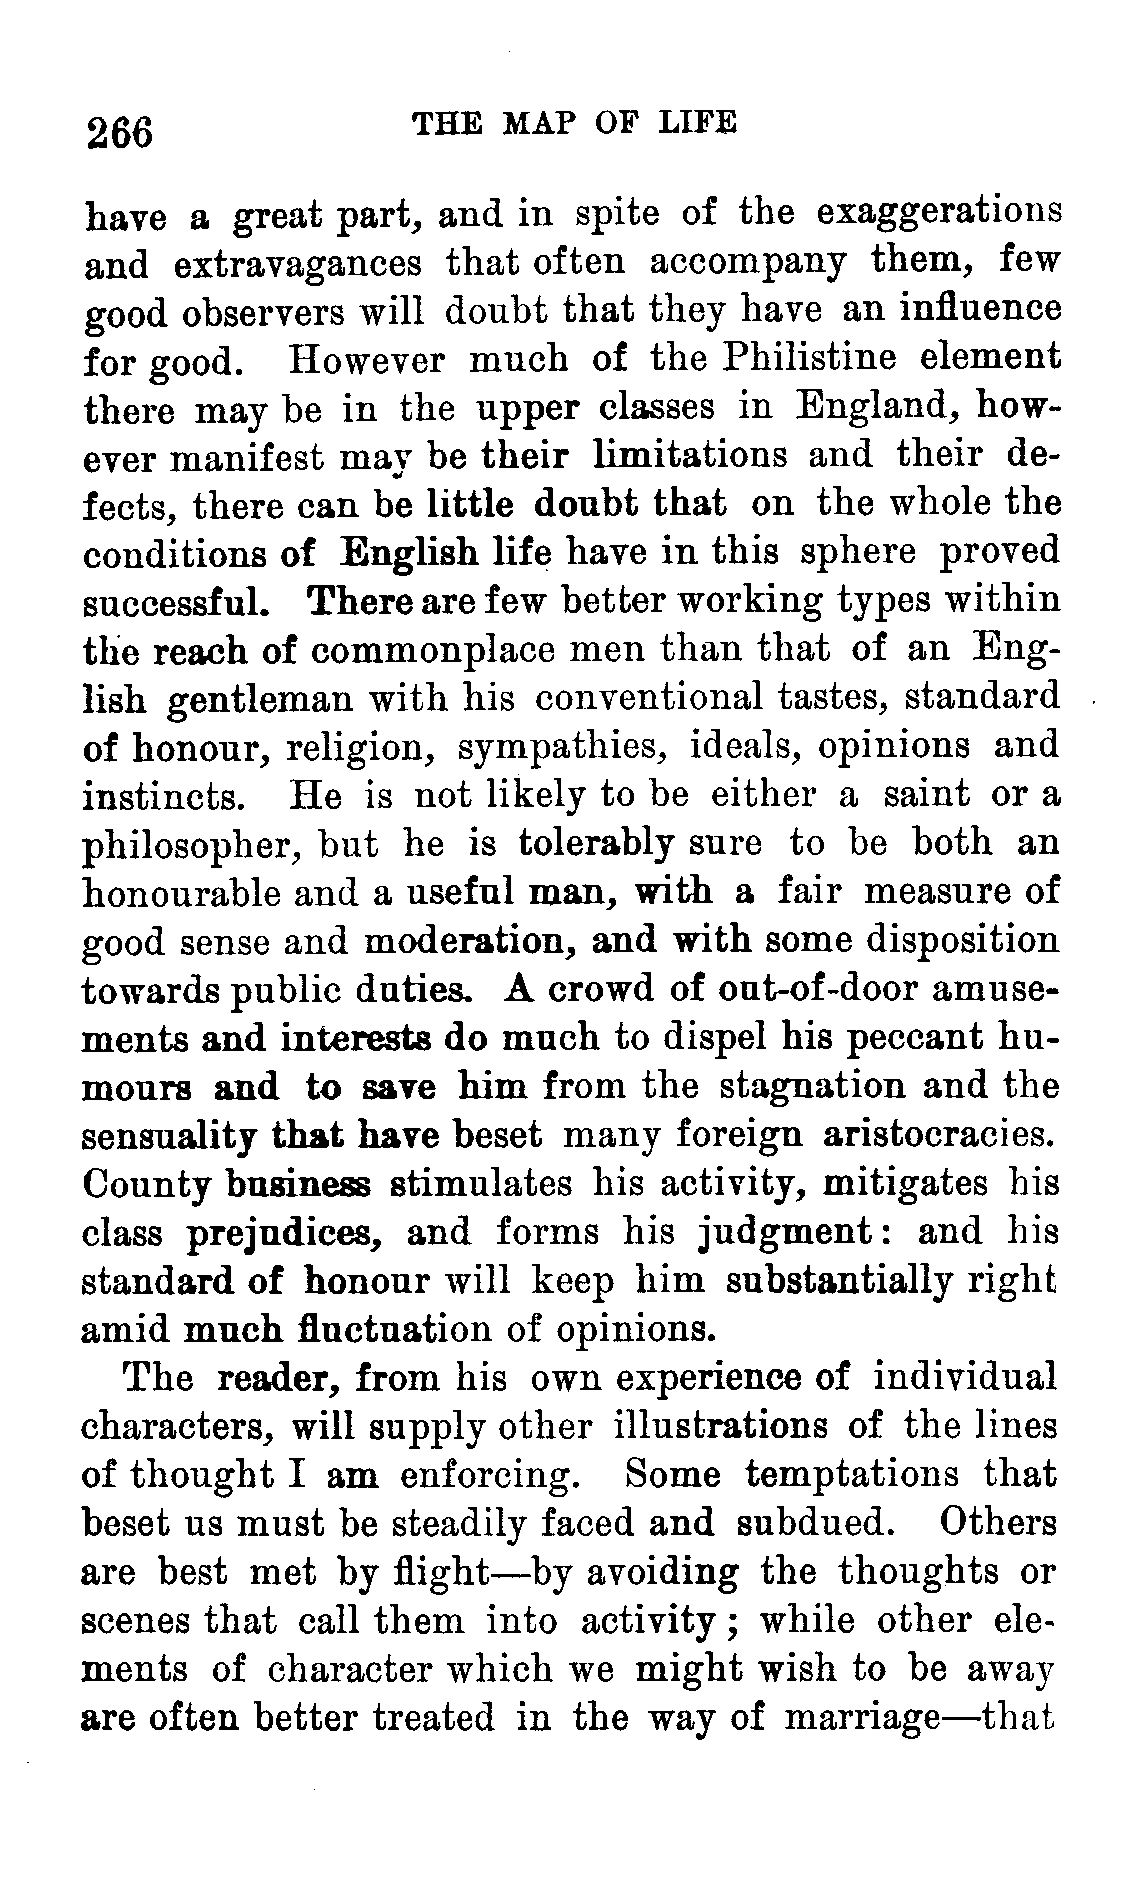 266 THE MAP OF LIFE
have a great part, and in spite of the exaggerations
and extravagances that often accompany them, few
good observers will doubt that they have an influence
for good. However much of the Philistine element
there may be in the upper classes in England, how-
ever manifest may be their limitations and their de-
fects, there can be little doubt that on the whole the
conditions of English life have in this sphere proved
successful. There are few better working types within
the reach of commonplace men than that of an Eng-
lish gentleman with his conventional tastes, standard
of honour, religion, sympathies, ideals, opinions and
instincts. He is not likely to be either a saint or a
philosopher, but he is tolerably sure to be both an
honourable and a useful man, with a fair measure of
good sense and moderation, and with some disposition
towards public duties. A crowd of out-of-door amuse-
ments and interests do much to dispel his peccant hu-
mours and to save him from the stagnation and the
sensuality that have beset many foreign aristocracies.
County business stimulates his activity, mitigates his
class prejudices, and forms his judgment: and his
standard of honour will keep him substantially right
amid much fluctuation of opinions.
The reader, from his own experience of individual
characters, will supply other illustrations of the lines
of thought I am enforcing. Some temptations that
beset us must be steadily faced and subdued. Others
are best met by flight—by avoiding the thoughts or
scenes that call them into activity; while other ele-
ments of character which we might wish to be away
are often better treated in the way of marriage—that